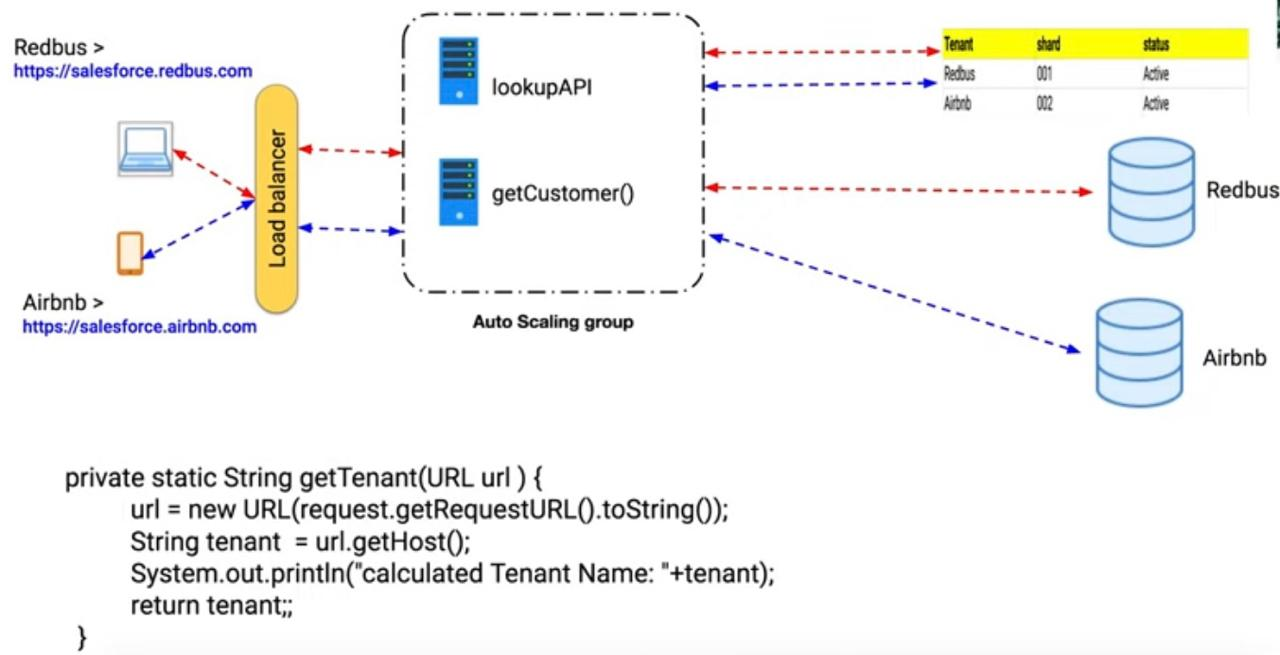 Redbus >
https://salesforce.redbus.com
Load balancer
Airbnb >
https://salesforce.airbnb.com
lookupAPI
getCustomer()
Auto Scaling group
Tenant shard status
Redbus 001 Active
Airbnb 002 Active
Redbus
Airbnb
private static String getTenant(URL url ) {
url = new URL(request.getRequestURL().toString());
String tenant = url.getHost();
System.out.println("calculated Tenant Name: "+tenant);
return tenant;;
}